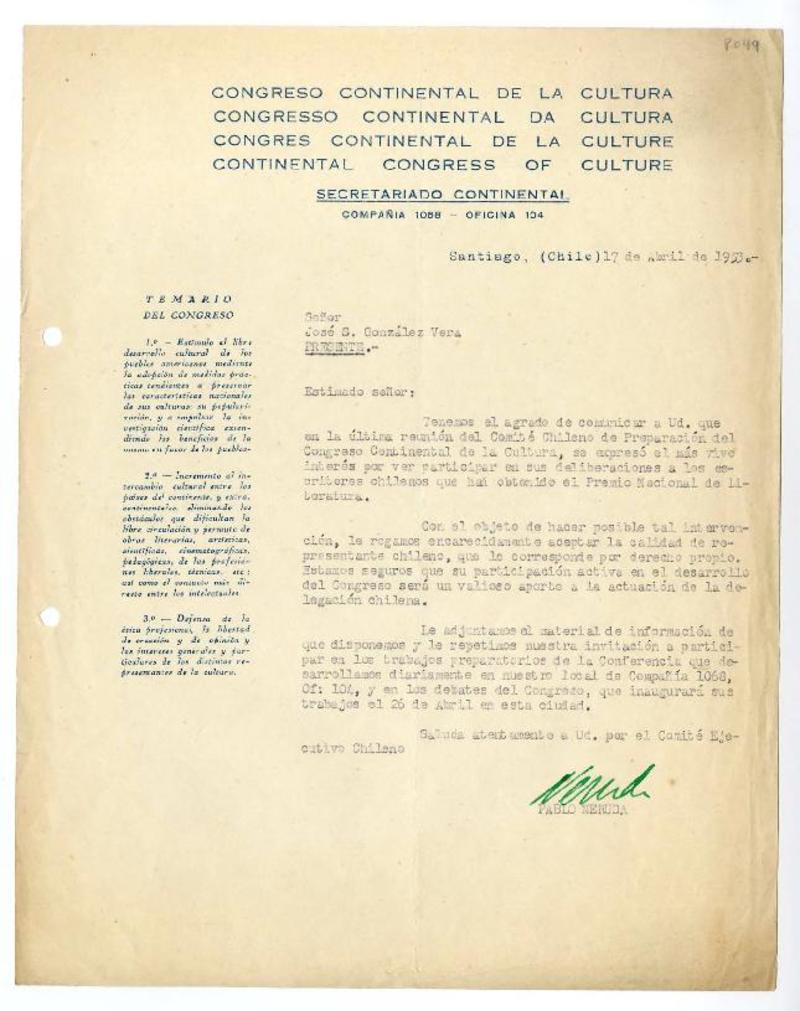 8049
CONGRESO CONTINENTAL DE LA CULTURA
CONGRESSO CONTINENTAL DA CULTURA
CONGRES CONTINENTAL DE LA CULTURE
CONTINENTAL CONGRESS OF CULTURE
SECRETARIADO CONTINENTAL
COMPAÑIA 1068 - OFICINA 104
Santiago, (Chile) 17 de Abril de 1953.-
TEMARIO
DEL CONGRESO
1.º — Estímulo al libre
desarrollo cultural de los
pueblos americanos mediante
la adopción de medidas prác-
ticas tendientes a preservar
las características nacionales
de sus culturas; su populari-
zación, y a impulsar la in-
vestigación científica exten-
diendo los beneficios de la
misma en favor de los pueblos.
2.º — Incremento al in-
tercambio cultural entre los
países del continente, y extra.
continentales, eliminando los
obstáculos que dificultan la
libre circulación y permuta de
obras literarias, artísticas,
científicas, cinematográficas,
pedagógicas, de las profesio-
nes liberales, técnicas, etc.;
así como el contacto más di-
recto entre los intelectuales.
3.º — Defensa de la
ética profesional, la libertad
de creación y de opinión y
los intereses generales y par-
ticulares de los distintos re-
presentantes de la cultura.
Señor
José S. González Vera
PRESENTE.-
Estimado señor:
Tenemos el agrado de comunicar a Ud. que
en la última reunión del Comité Chileno de Preparación del
Congreso Continental de la Cultura, se expresó el más vivo
interés por ver participar en sus deliberaciones a los es-
critores chilenos que han obtenido el Premio Nacional de Li-
teratura.
Con el objeto de hacer posible tal interven-
ción, le rogamos encarecidamente aceptar la calidad de re-
presentante chileno, que le corresponde por derecho propio.
Estamos seguros que su participación activa en el desarrollo
del Congreso será un valioso aporte a la actuación de la de-
legación chilena.
Le adjuntamos el material de información de
que disponemos y le repetimos nuestra invitación a partici-
par en los trabajos preparatorios de la Conferencia que de-
sarrollamos diariamente en nuestro local de Compañía 1068,
Of: 104, y en los debates del Congreso, que inaugurará sus
trabajos el 26 de Abril en esta ciudad.
Saluda atentamente a Ud. por el Comité Eje-
cutivo Chileno
Neruda
PABLO NERUDA